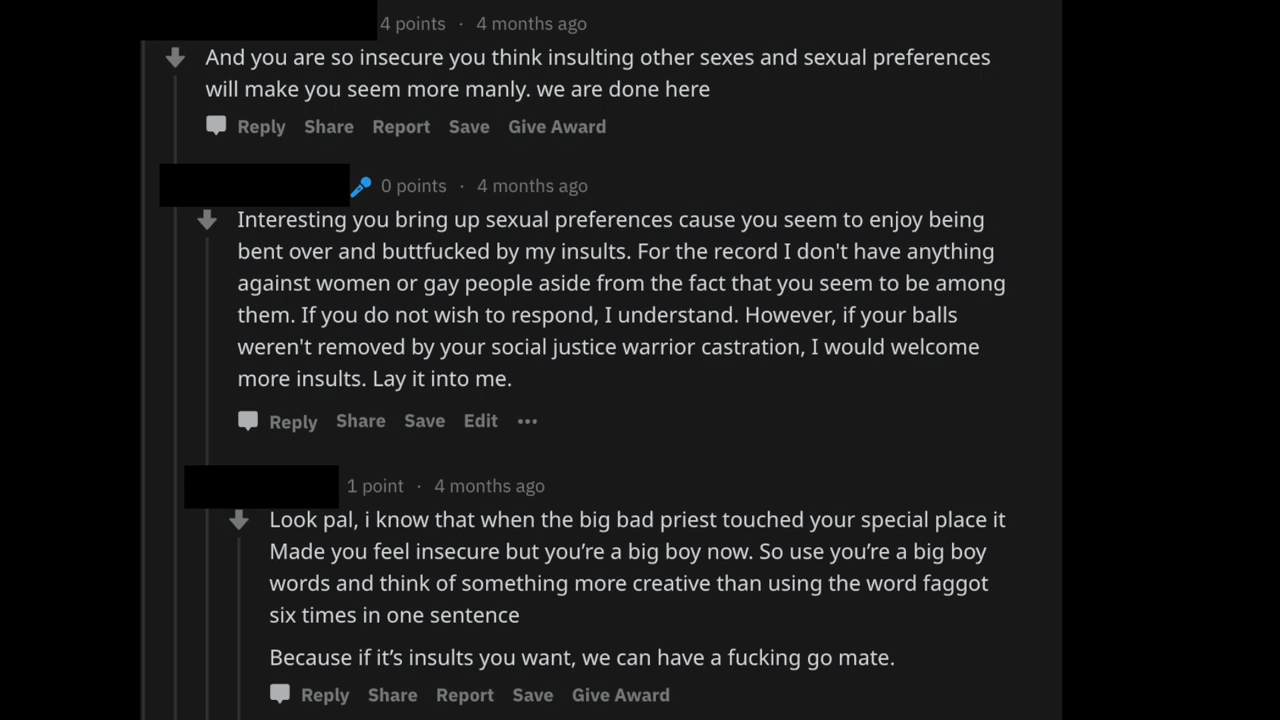 4 points · 4 months ago
And you are so insecure you think insulting other sexes and sexual preferences
will make you seem more manly. we are done here
Reply Share Report Save Give Award
0 points · 4 months ago
Interesting you bring up sexual preferences cause you seem to enjoy being
bent over and buttfucked by my insults. For the record I don't have anything
against women or gay people aside from the fact that you seem to be among
them. If you do not wish to respond, I understand. However, if your balls
weren't removed by your social justice warrior castration, I would welcome
more insults. Lay it into me.
Reply Share Save Edit •••
1 point · 4 months ago
Look pal, i know that when the big bad priest touched your special place it
Made you feel insecure but you’re a big boy now. So use you’re a big boy
words and think of something more creative than using the word faggot
six times in one sentence
Because if it’s insults you want, we can have a fucking go mate.
Reply Share Report Save Give Award